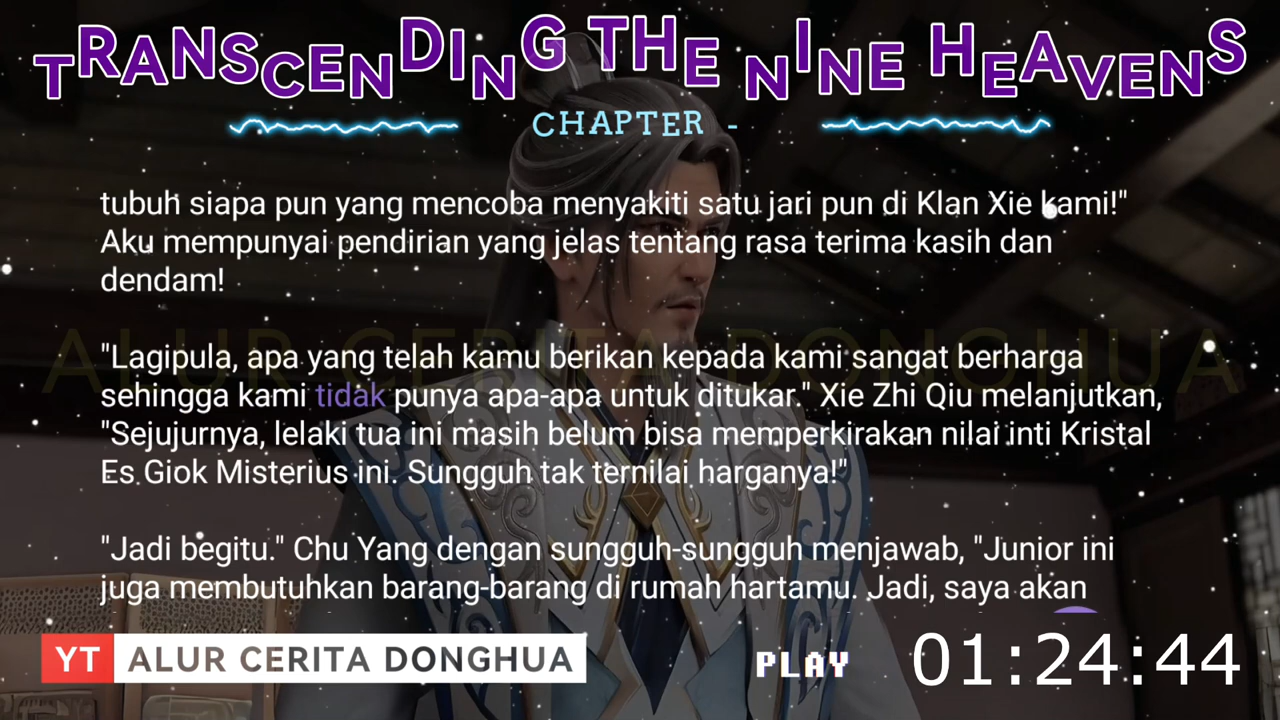 TRANSCENDING THE NINE HEAVENS
CHAPTER -
tubuh siapa pun yang mencoba menyakiti satu jari pun di Klan Xie kami!"
Aku mempunyai pendirian yang jelas tentang rasa terima kasih dan
dendam!
ALUR CERITA DONGHUA
"Lagipula, apa yang telah kamu berikan kepada kami sangat berharga
sehingga kami tidak punya apa-apa untuk ditukar." Xie Zhi Qiu melanjutkan,
"Sejujurnya, lelaki tua ini masih belum bisa memperkirakan nilai inti Kristal
Es Giok Misterius ini. Sungguh tak ternilai harganya!"
"Jadi begitu." Chu Yang dengan sungguh-sungguh menjawab, "Junior ini
juga membutuhkan barang-barang di rumah hartamu. Jadi, saya akan
YT ALUR CERITA DONGHUA
PLAY 01:24:44